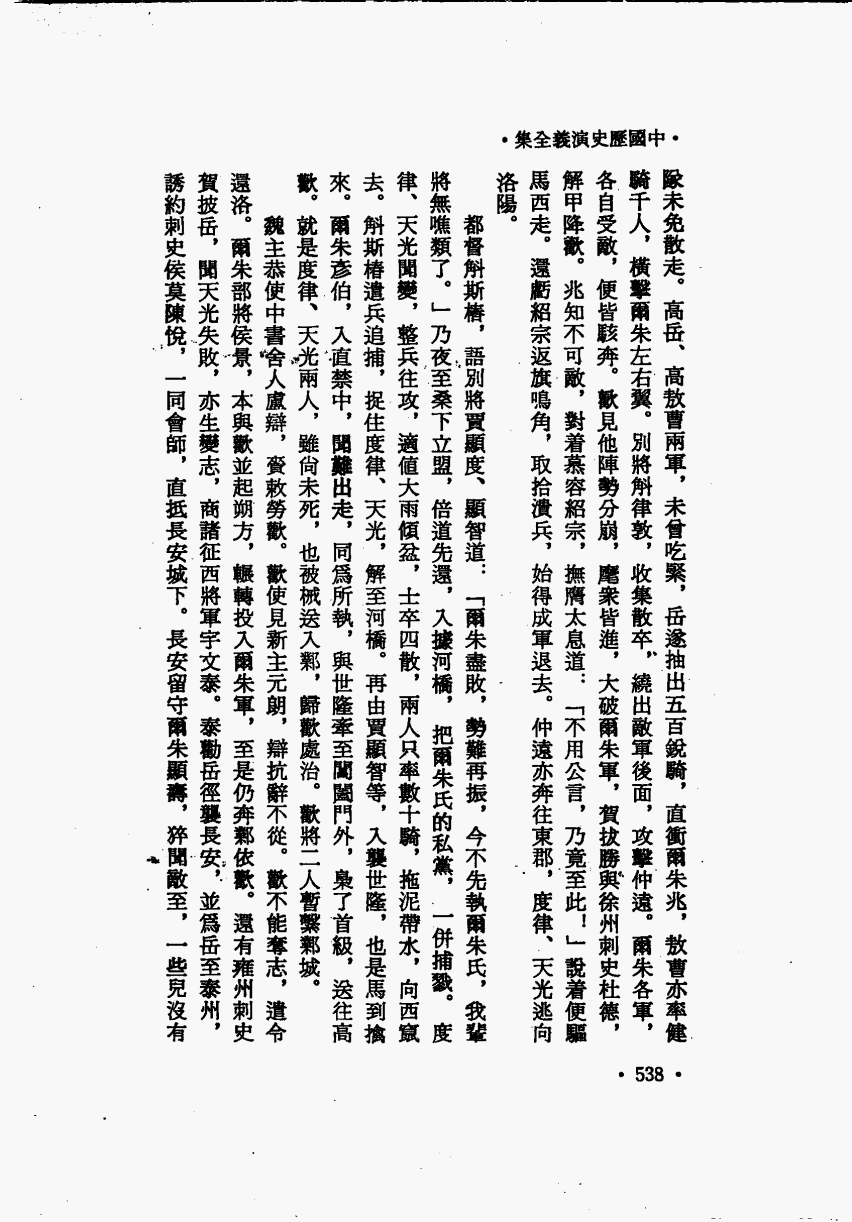 ・中國歷史演義全集・
隊未免散走。高岳、高敖曹兩軍，未曾吃緊，岳遂抽出五百銳騎，直衝爾朱兆，敖曹亦率健
騎千人，橫擊爾朱左右翼。別將斛律敦，收集散卒，繞出敵軍後面，攻擊仲遠。爾朱各軍，
各自受敵，便皆駭奔。歡見他陣勢分崩，麾衆皆進，大破爾朱軍，賀拔勝與徐州刺史杜德，
解甲降歡。兆知不可敵，對着慕容紹宗，撫膺太息道：「不用公言，乃竟至此！」說着便驅
馬西走。還虧紹宗返旗鳴角，取拾潰兵，始得成軍退去。仲遠亦奔往東郡，度律、天光逃向
洛陽。
都督斛斯椿，語別將賈顯度、顯智道：「爾朱盡敗，勢難再振，今不先執爾朱氏，我輩
將無噍類了。」乃夜至桑下立盟，倍道先還，入據河橋，把爾朱氏的私黨，一併捕戮。度
律、天光聞變，整兵往攻，適值大雨傾盆，士卒四散，兩人只率數十騎，拖泥帶水，向西竄
去。斛斯椿遣兵追捕，捉住度律、天光，解至河橋。再由賈顯智等，入襲世隆，也是馬到擒
來。爾朱彥伯，入直禁中，聞難出走，同爲所執，與世隆牽至閶闔門外，梟了首級，送往高
歡。就是度律、天光兩人，雖尙未死，也被械送入鄴，歸歡處治。歡將二人暫繫鄴城。
魏主恭使中書舍人盧辯，賫敕勞歡。歡使見新主元朗，辯抗辭不從。歡不能奪志，遣令
還洛。爾朱部將侯景，本與歡並起朔方，輾轉投入爾朱軍，至是仍奔鄴依歡。還有雍州刺史
賀披岳，聞天光失敗，亦生變志，商諸征西將軍宇文泰。泰勸岳徑襲長安，並爲岳至泰州，
誘約刺史侯莫陳悅，一同會師，直抵長安城下。長安留守爾朱顯壽，猝聞敵至，一些兒沒有
・538・